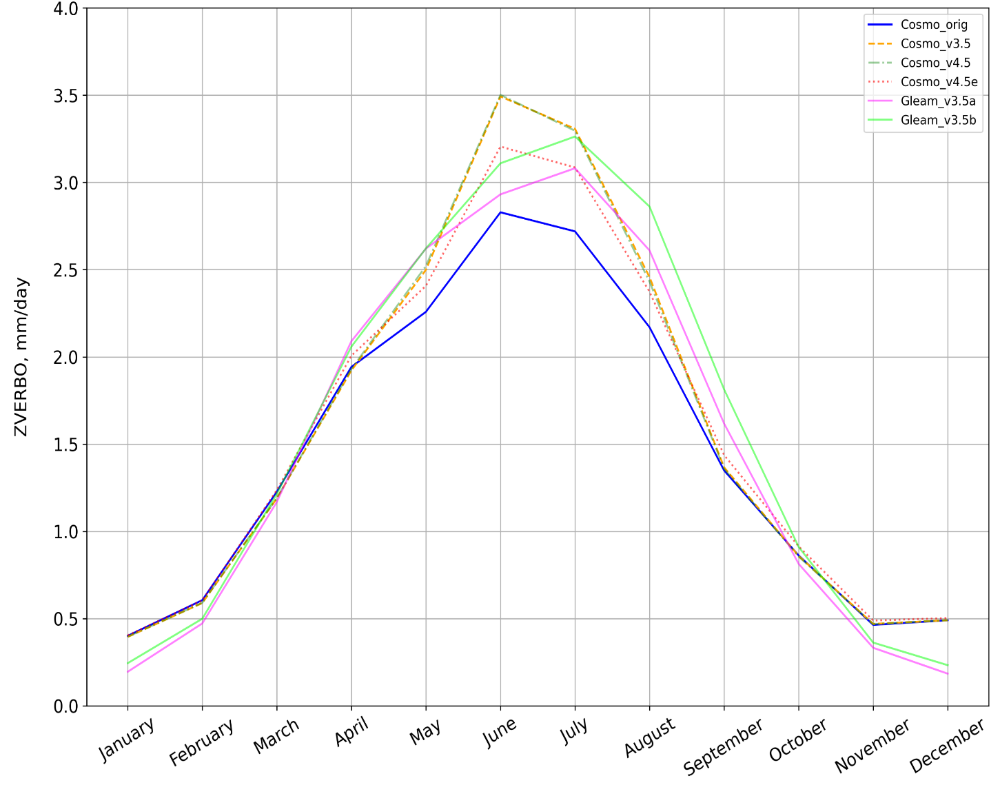 4.0
3.5
3.0
2.5
2.0
1.5
1.0
0.5
0.0
ZVERBO, mm/day
Cosmo_orig
Cosmo_v3.5
Cosmo_v4.5
Cosmo_v4.5e
Gleam_v3.5a
Gleam_v3.5b
January
February
March
April
May
June
July
August
September
October
November
December